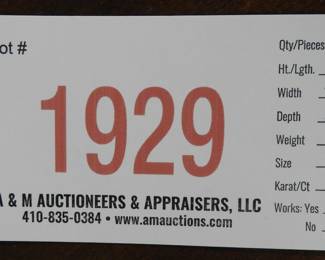 ot #
1929
A & M AUCTIONEERS & APPRAISERS, LLC
410-835-0384 • www.amauctions.com
Qty/Pieces
Ht./Lgth.
Width
Depth
Weight
Size
Karat/Ct
Works: Yes
No